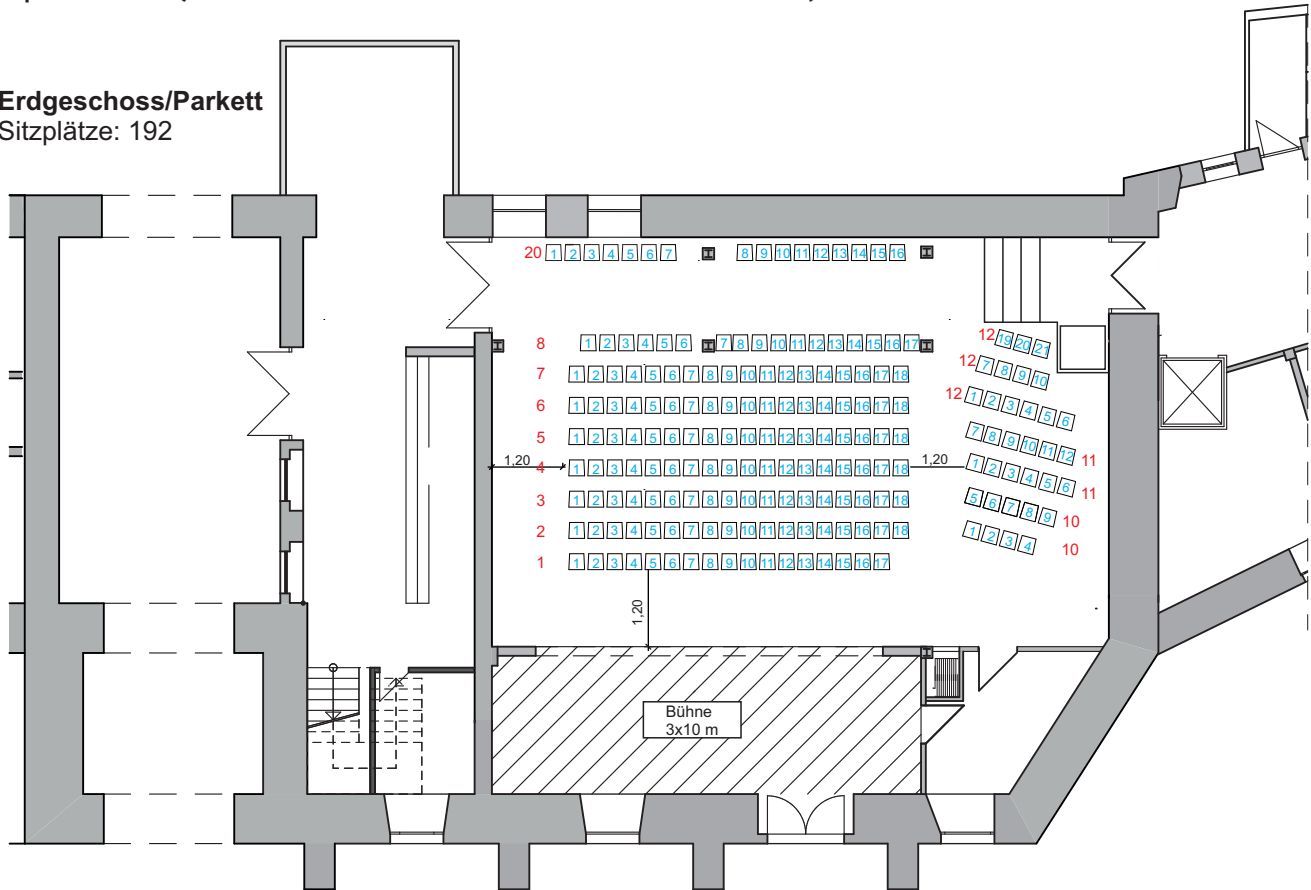 Erdgeschoss/Parkett
Sitzplätze: 192
20 1 2 3 4 5 6 7 8 9 10 11 12 13 14 15 16
8 1 2 3 4 5 6 7 8 9 10 11 12 13 14 15 16 17
12 19 20 21
7 1 2 3 4 5 6 7 8 9 10 11 12 13 14 15 16 17 18
12 7 8 9 10
6 1 2 3 4 5 6 7 8 9 10 11 12 13 14 15 16 17 18
12 1 2 3 4 5 6
5 1 2 3 4 5 6 7 8 9 10 11 12 13 14 15 16 17 18
7 8 9 10 11 12 11
1,20 4 1 2 3 4 5 6 7 8 9 10 11 12 13 14 15 16 17 18 1,20
1 2 3 4 5 6 11
3 1 2 3 4 5 6 7 8 9 10 11 12 13 14 15 16 17 18
5 6 7 8 9 10
2 1 2 3 4 5 6 7 8 9 10 11 12 13 14 15 16 17 18
1 2 3 4 10
1 1 2 3 4 5 6 7 8 9 10 11 12 13 14 15 16 17
1,20
Bühne
3x10 m